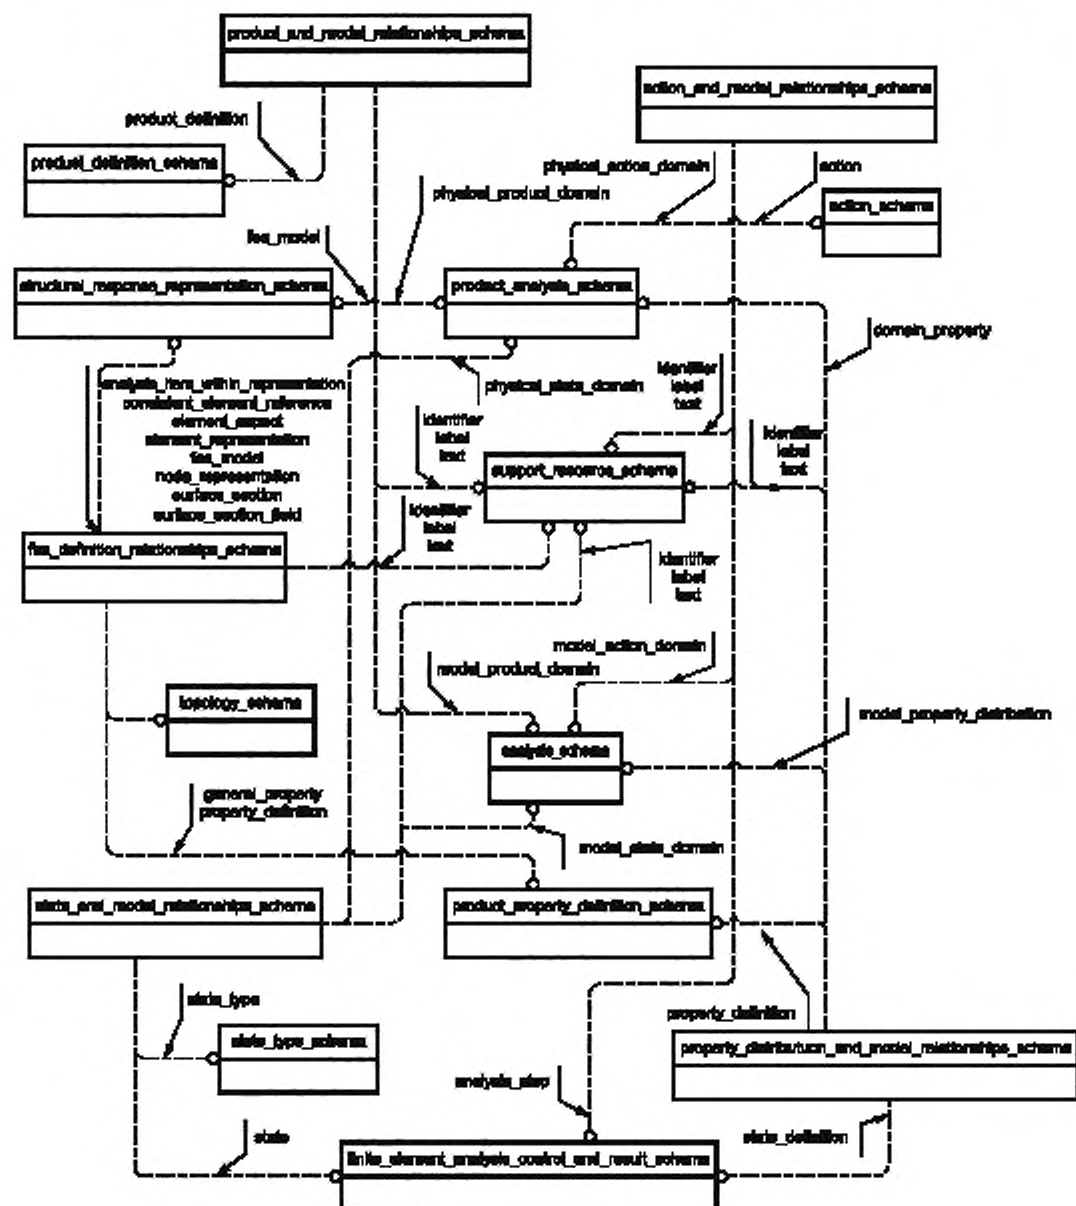 product_and_model_relationships_schema
action_and_model_relationships_schema
product_definition
product_definition_schema
physical_action_domain
action
physical_product_domain
action_schema
fea_model
structural_response_representation_schema
product_analysis_schema
domain_property
physical_state_domain
identifier
label
text
analysis_item_within_representation
consistent_element_reference
element_aspect
element_representation
fea_model
node_representation
surface_section
surface_section_field
identifier
label
text
identifier
label
text
support_resource_schema
identifier
label
text
fea_definition_relationships_schema
identifier
label
text
model_action_domain
model_product_domain
topology_schema
model_property_distribution
analysis_schema
general_property
property_definition
model_state_domain
state_and_model_relationships_schema
product_property_definition_schema
state_type
property_definition
state_type_schema
property_distributuion_and_model_relationships_schema
analysis_step
state
state_definition
finite_element_analysis_control_and_result_schema